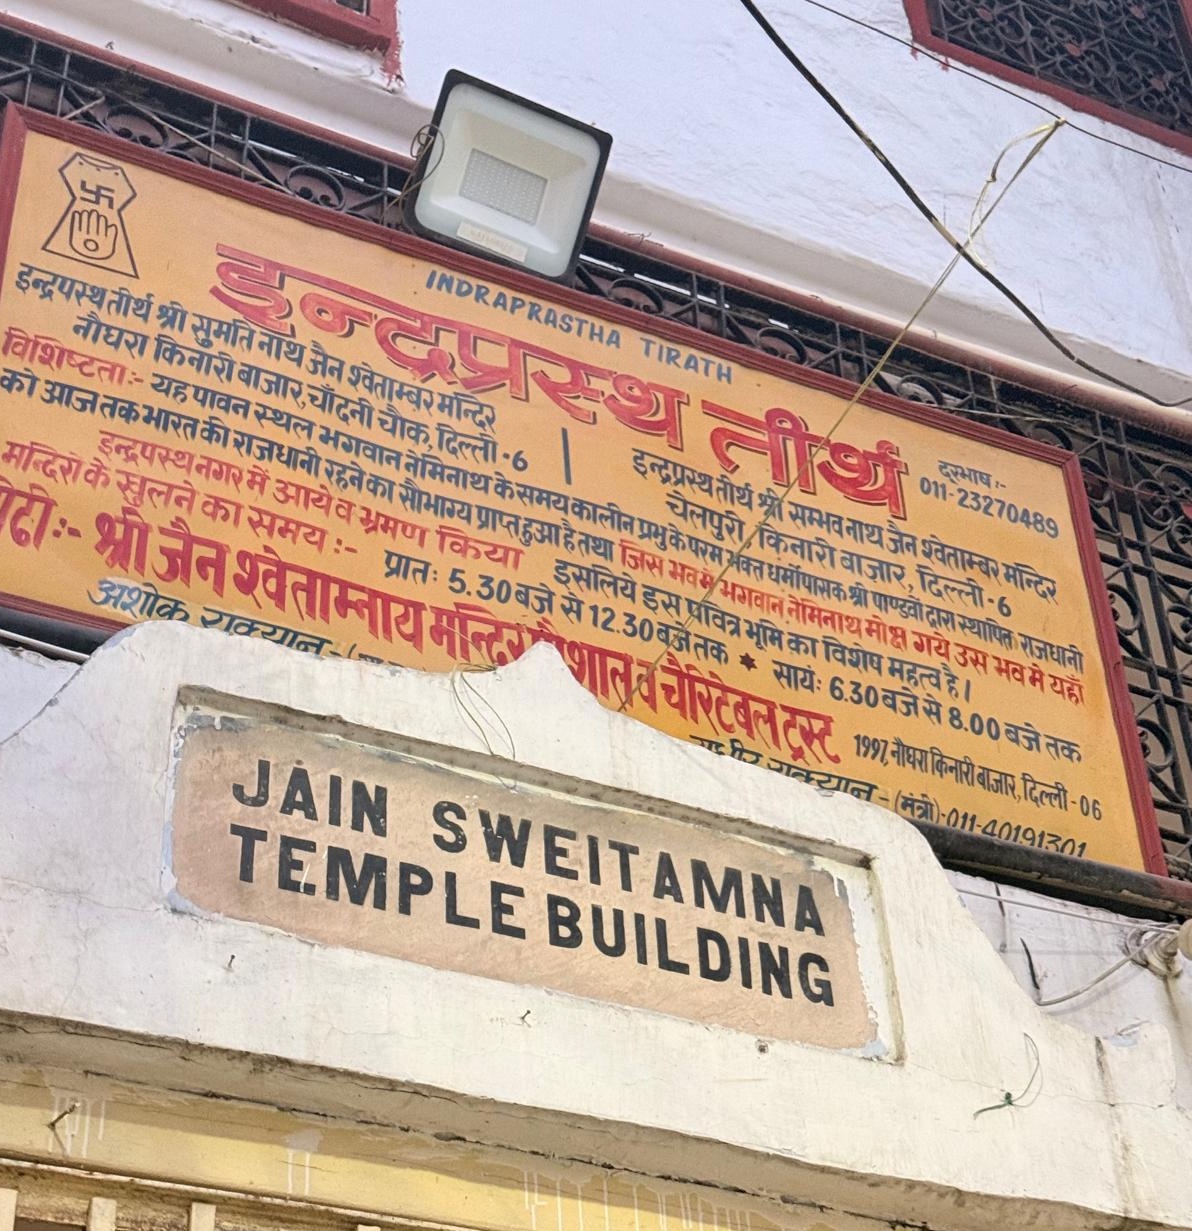 INDRAPRASTHA TIRATH
इन्द्रप्रस्थ तीर्थ
दूरभाष:-
011-23270489
इन्द्रप्रस्थ तीर्थ श्री सुमति नाथ जैन श्वेताम्बर मन्दिर
नौघरा किनारी बाजार, चाँदनी चौक, दिल्ली -6
इन्द्रप्रस्थ तीर्थ श्री सम्भव नाथ जैन श्वेताम्बर मन्दिर
चेलपुरी किनारी बाजार, दिल्ली-6
विशिष्टता:- यह पावन स्थल भगवान नेमिनाथ के समय कालीन प्रभु के परम भक्त धर्मोपासक श्री पाण्डवों द्वारा स्थापित राजधानी
को आज तक भारत की राजधानी रहने का सौभाग्य प्राप्त हुआ है तथा जिस भव में भगवान नेमिनाथ मोक्ष गये उस भव में यहाँ
इन्द्रप्रस्थ नगर में आये व भ्रमण किया इसलिये इस पवित्र भूमि का विशेष महत्व है।
मन्दिरों के खुलने का समय:- प्रातः 5.30 बजे से 12.30 बजे तक * सायं: 6.30 बजे से 8.00 बजे तक
श्री जैन श्वेताम्नाय मन्दिर पौशाल व चैरिटेबल ट्रस्ट 1997, नौघरा किनारी बाजार, दिल्ली-06
अशोक राक्यान-
राक्यान-(मंत्री)-011-40191301
JAIN SWEITAMNA
TEMPLE BUILDING